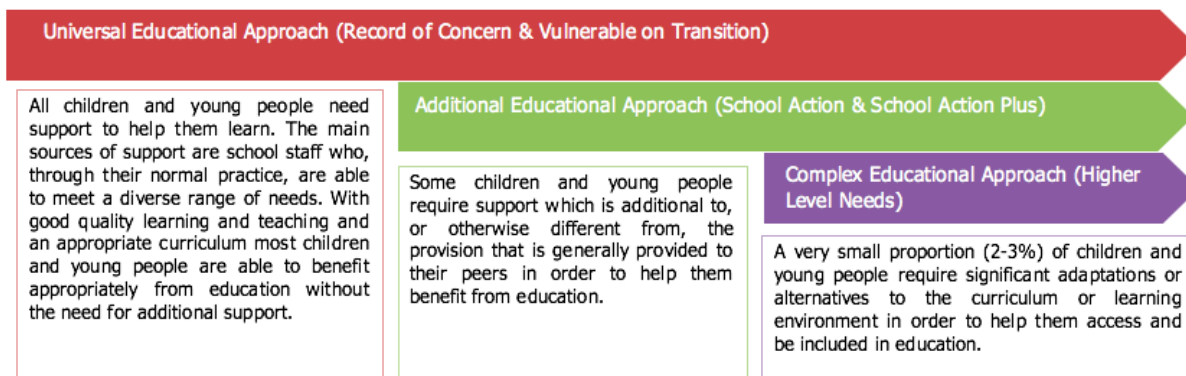 Universal Educational Approach (Record of Concern & Vulnerable on Transition)
All children and young people need
support to help them learn. The main
sources of support are school staff who,
through their normal practice, are able
to meet a diverse range of needs. With
good quality learning and teaching and
an appropriate curriculum most children
and young people are able to benefit
appropriately from education without
the need for additional support.
Additional Educational Approach (School Action & School Action Plus)
Some children and young people
require support which is additional to,
or otherwise different from, the
provision that is generally provided to
their peers in order to help them
benefit from education.
Complex Educational Approach (Higher
Level Needs)
A very small proportion (2-3%) of children and
young people require significant adaptations or
alternatives to the curriculum or learning
environment in order to help them access and
be included in education.